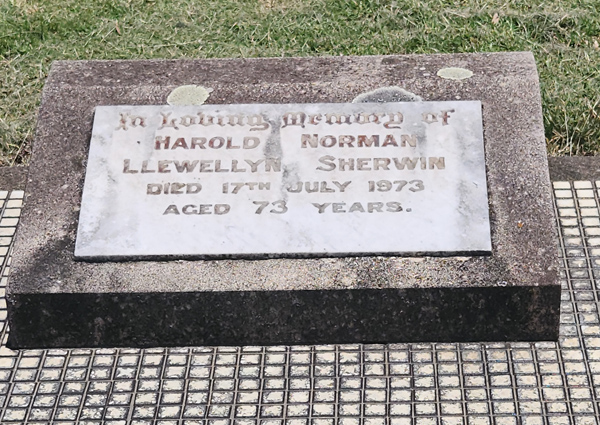 In Loving Memory of
HAROLD NORMAN
LLEWELLYN SHERWIN
DIED 17TH JULY 1973
AGED 73 YEARS.